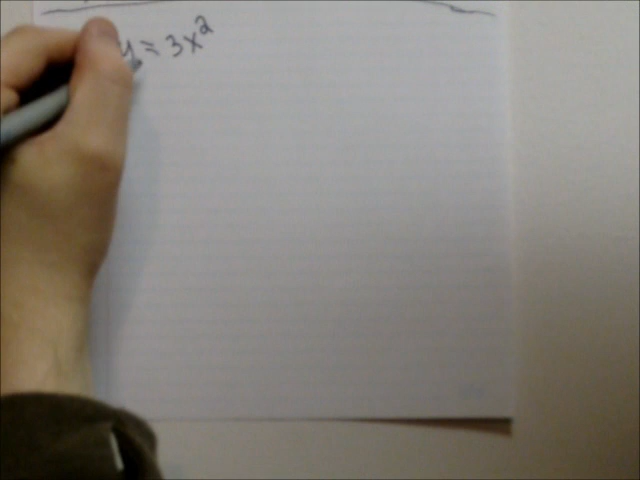 y = 3x²